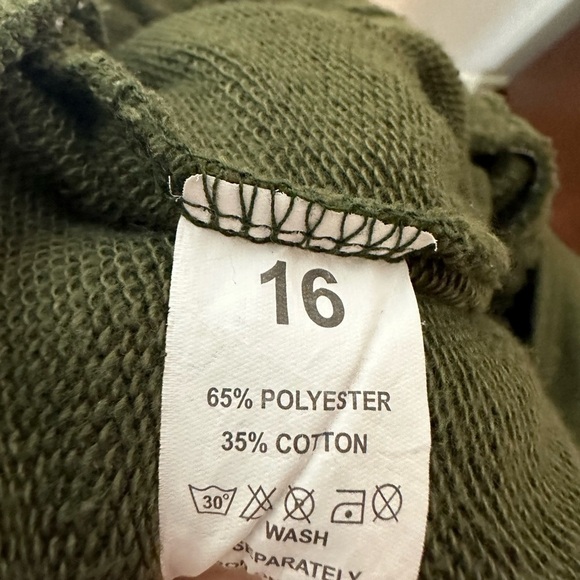 16
65% POLYESTER
35% COTTON
30°
WASH
SEPARATELY